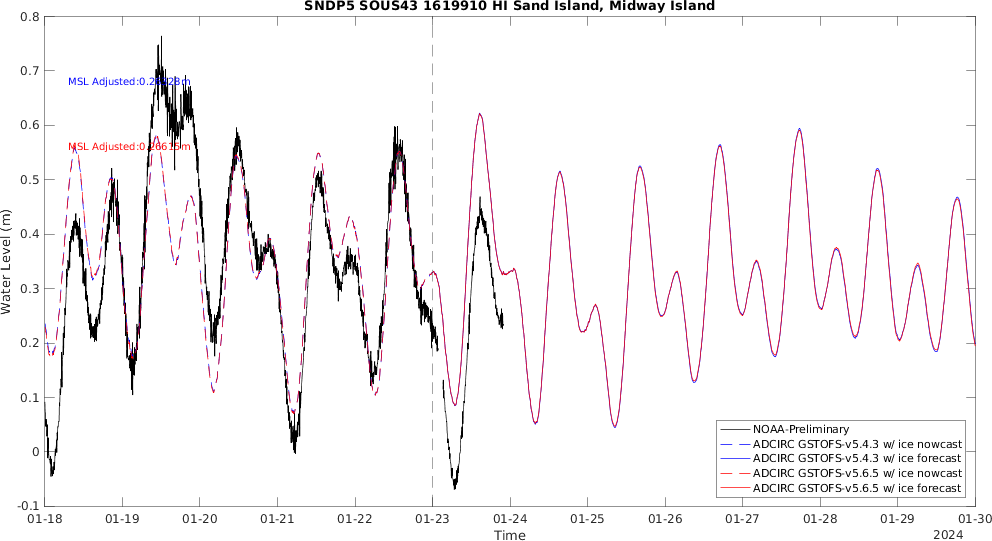 SNDP5 SOUS43 1619910 HI Sand Island, Midway Island
0.8
0.7
0.6
0.5
0.4
0.3
0.2
0.1
0
-0.1
Water Level (m)
MSL Adjusted:
MSL Adjusted:
NOAA-Preliminary
ADCIRC GSTOFS-v5.4.3 w/ ice nowcast
ADCIRC GSTOFS-v5.4.3 w/ ice forecast
ADCIRC GSTOFS-v5.6.5 w/ ice nowcast
ADCIRC GSTOFS-v5.6.5 w/ ice forecast
01-18 01-19 01-20 01-21 01-22 01-23 01-24 01-25 01-26 01-27 01-28 01-29 01-30
Time
2024